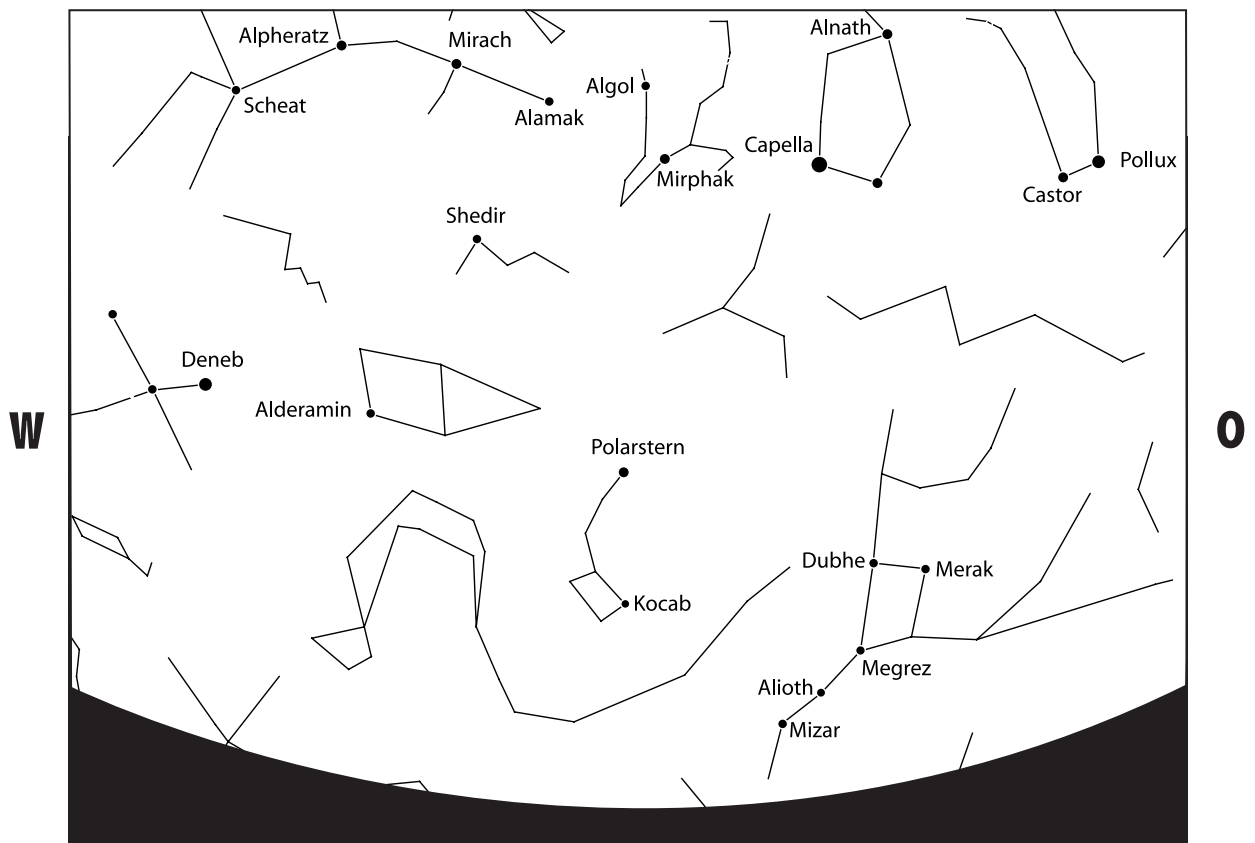 Alnath
Alpheratz
Mirach
Algol
Scheat
Alamak
Capella
Pollux
Mirphak
Castor
Shedir
Deneb
Alderamin
W
O
Polarstern
Dubhe
Merak
Kocab
Megrez
Alioth
Mizar